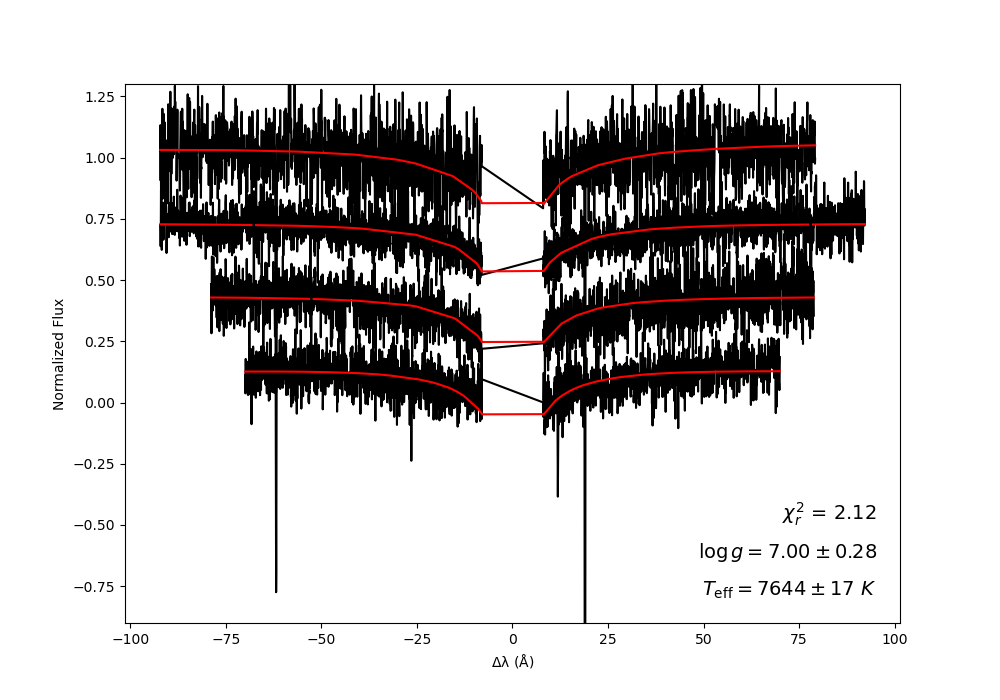 1.25
1.00
0.75
0.50
0.25
0.00
−0.25
−0.50
−0.75
Normalized Flux
χ²ᵣ = 2.12
log g = 7.00 ± 0.28
T_eff = 7644 ± 17 K
−100 −75 −50 −25 0 25 50 75 100
Δλ (Å)